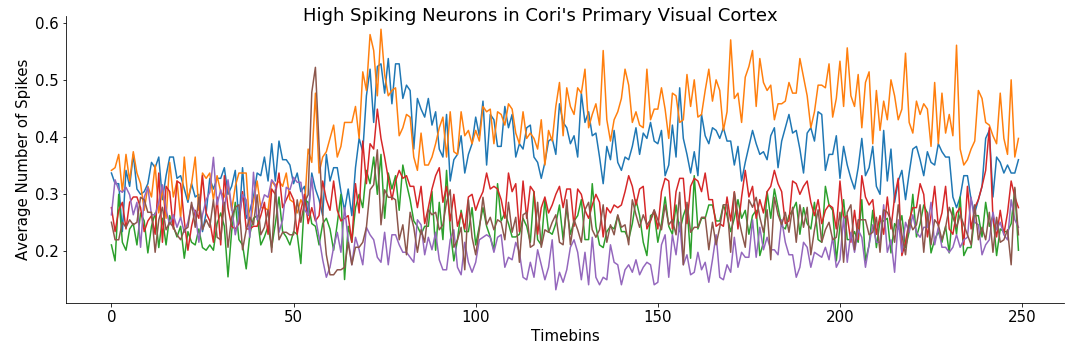 High Spiking Neurons in Cori's Primary Visual Cortex
0.6
0.5
0.4
0.3
0.2
Average Number of Spikes
0 50 100 150 200 250
Timebins